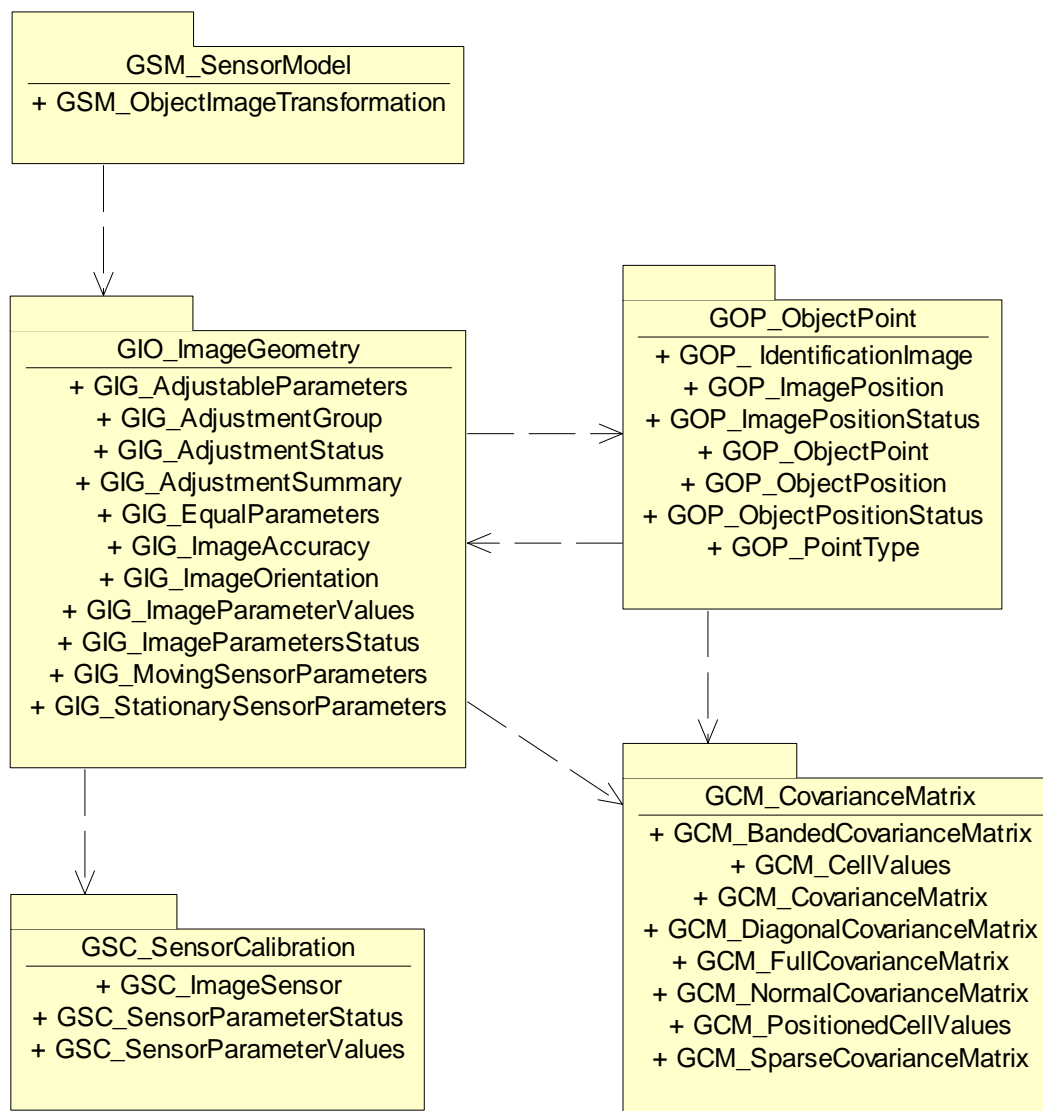 GSM_SensorModel
+ GSM_ObjectImageTransformation
GIO_ImageGeometry
+ GIG_AdjustableParameters
+ GIG_AdjustmentGroup
+ GIG_AdjustmentStatus
+ GIG_AdjustmentSummary
+ GIG_EqualParameters
+ GIG_ImageAccuracy
+ GIG_ImageOrientation
+ GIG_ImageParameterValues
+ GIG_ImageParametersStatus
+ GIG_MovingSensorParameters
+ GIG_StationarySensorParameters
GOP_ObjectPoint
+ GOP_ IdentificationImage
+ GOP_ImagePosition
+ GOP_ImagePositionStatus
+ GOP_ObjectPoint
+ GOP_ObjectPosition
+ GOP_ObjectPositionStatus
+ GOP_PointType
GSC_SensorCalibration
+ GSC_ImageSensor
+ GSC_SensorParameterStatus
+ GSC_SensorParameterValues
GCM_CovarianceMatrix
+ GCM_BandedCovarianceMatrix
+ GCM_CellValues
+ GCM_CovarianceMatrix
+ GCM_DiagonalCovarianceMatrix
+ GCM_FullCovarianceMatrix
+ GCM_NormalCovarianceMatrix
+ GCM_PositionedCellValues
+ GCM_SparseCovarianceMatrix